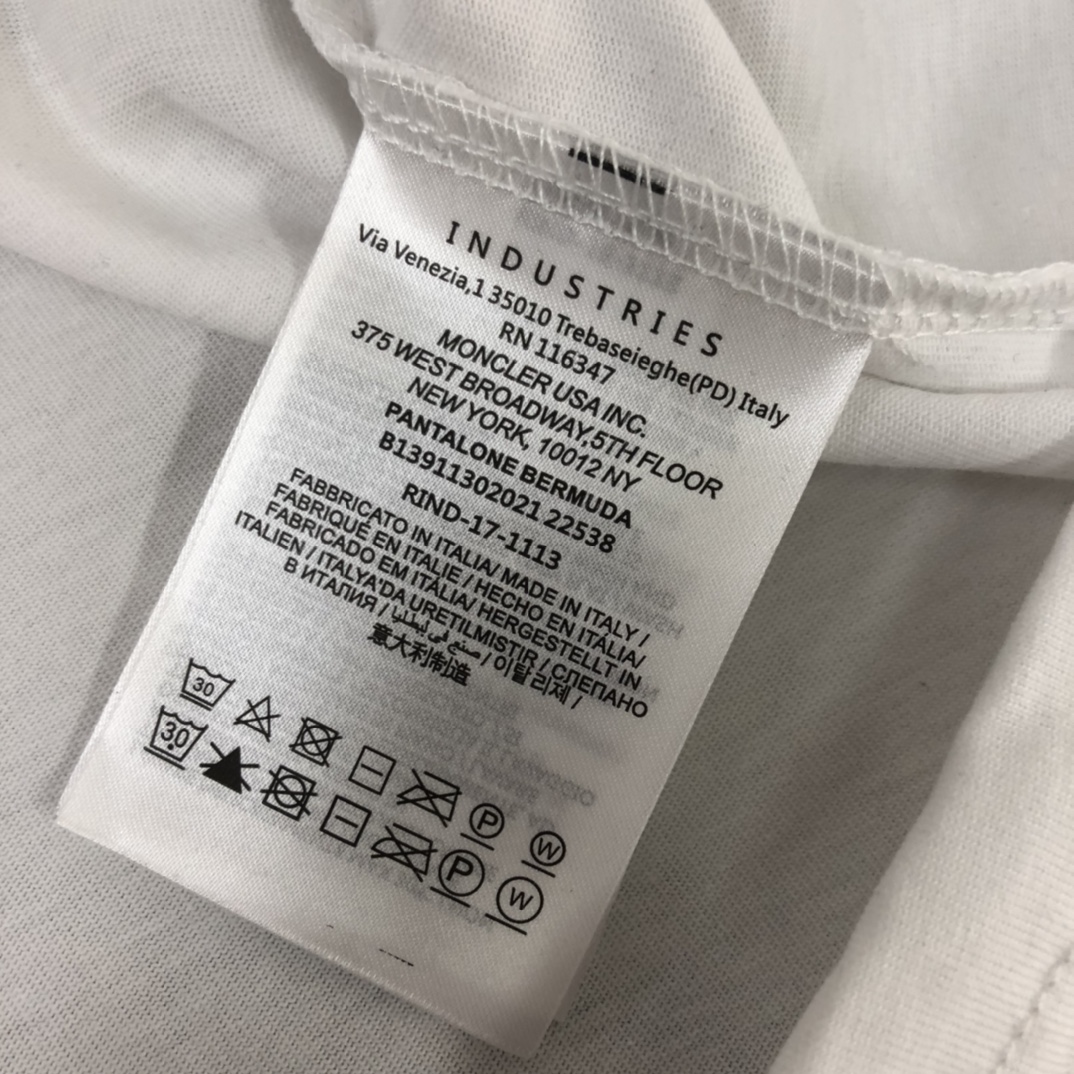 INDUSTRIES
Via Venezia,1 35010 Trebaseieghe(PD) Italy
RN 116347
MONCLER USA INC.
375 WEST BROADWAY,5TH FLOOR
NEW YORK, 10012 NY
PANTALONE BERMUDA
B13911302021 22538
RIND-17-1113
FABBRICATO IN ITALIA/ MADE IN ITALY /
FABRIQUÉ EN ITALIE / HECHO EN ITALIA/
FABRICADO EM ITÁLIA/ HERGESTELLT IN
ITALIEN / ITALYA'DA URETILMISTIR / СЛЕПАНО
В ИТАПИЯ / صنع في ايطاليا / 이탈리제 /
意大利制造
30 P W
30 P W